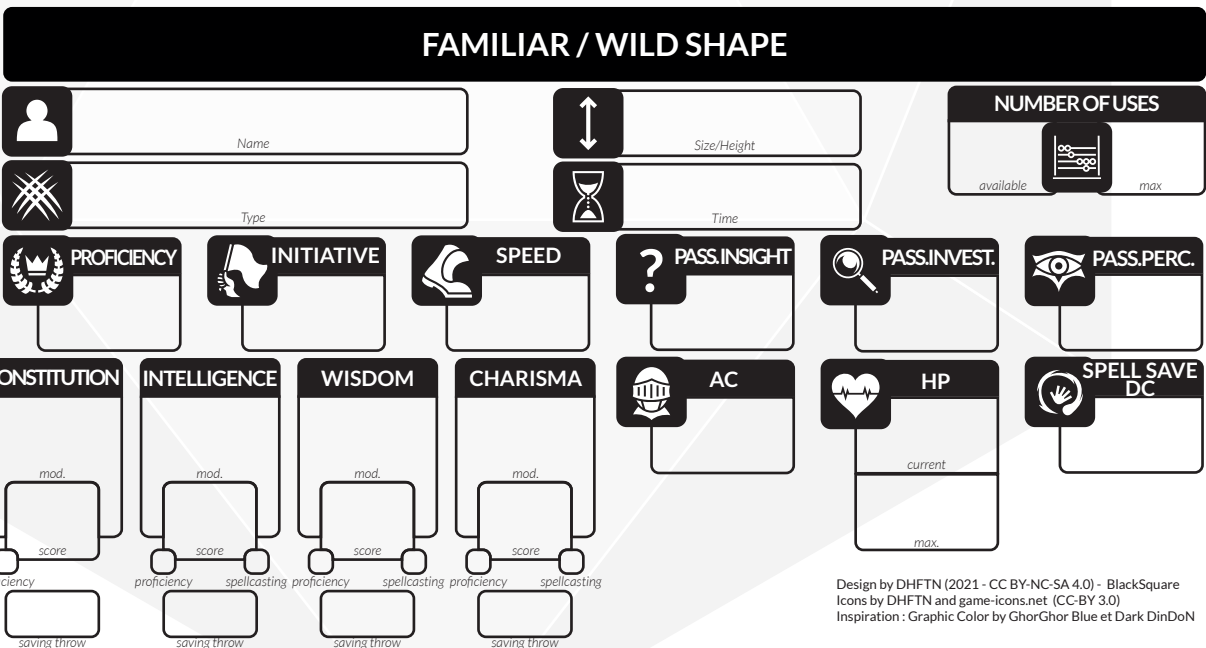 FAMILIAR / WILD SHAPE
Name
Size/Height
NUMBER OF USES
available
max
Type
Time
PROFICIENCY
INITIATIVE
SPEED
PASS.INSIGHT
PASS.INVEST.
PASS.PERC.
ONSTITUTION
INTELLIGENCE
WISDOM
CHARISMA
AC
HP
SPELL SAVE
DC
mod.
mod.
mod.
mod.
current
score
score
score
score
max.
ciency
proficiency
spellcasting
proficiency
spellcasting
proficiency
spellcasting
saving throw
saving throw
saving throw
saving throw
Design by DHFTN (2021 - CC BY-NC-SA 4.0) - BlackSquare
Icons by DHFTN and game-icons.net (CC-BY 3.0)
Inspiration : Graphic Color by GhorGhor Blue et Dark DinDoN